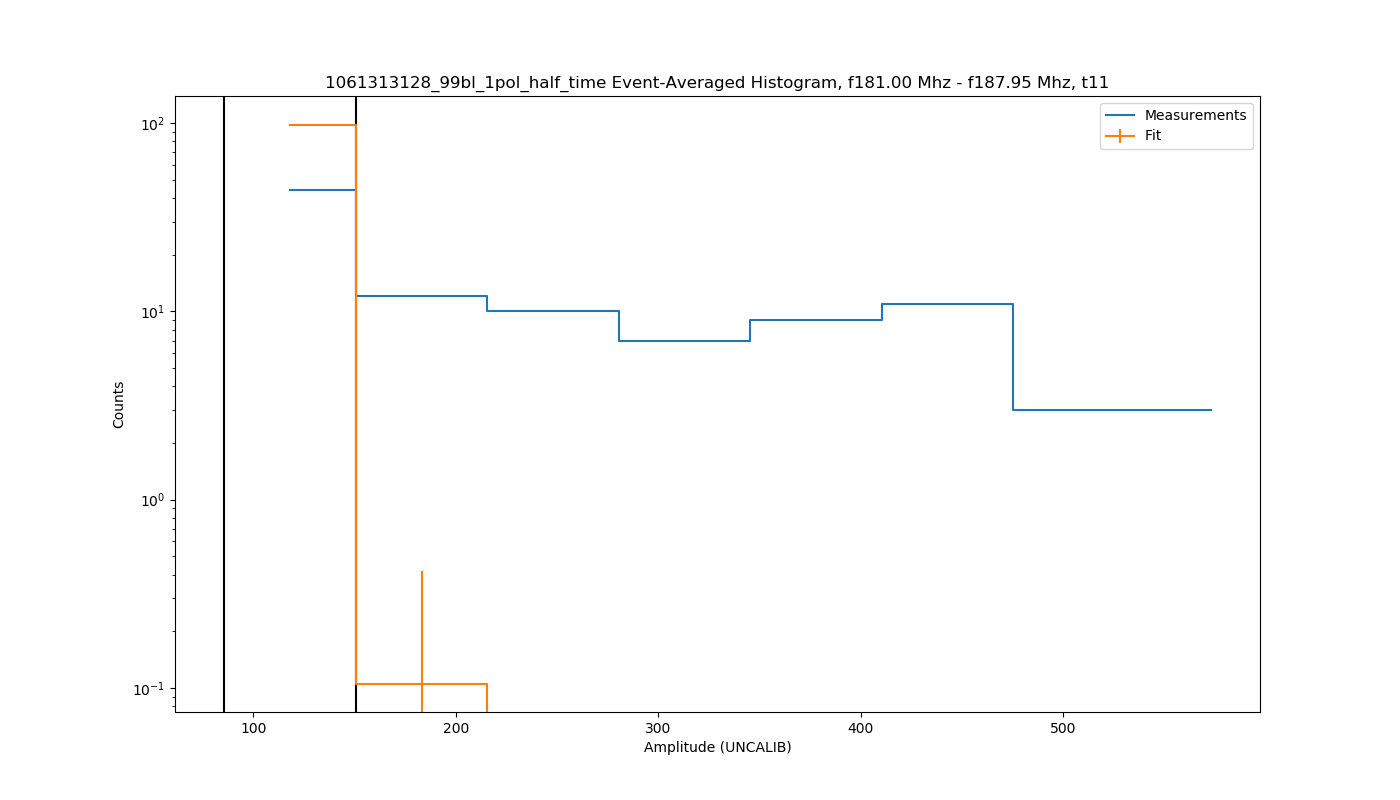 1061313128_99bl_1pol_half_time Event-Averaged Histogram, f181.00 Mhz - f187.95 Mhz, t11
Measurements
Fit
10²
10¹
10⁰
10⁻¹
Counts
100 200 300 400 500
Amplitude (UNCALIB)